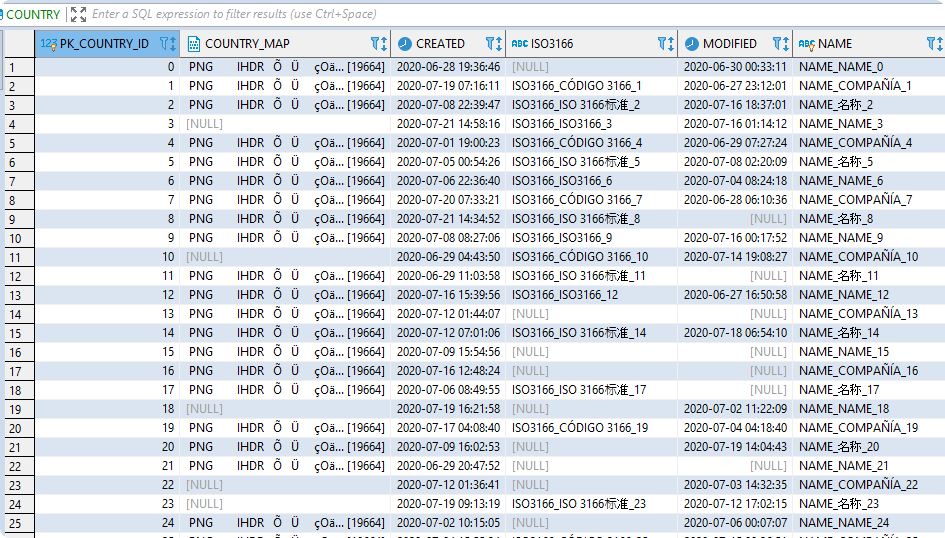 COUNTRY Enter a SQL expression to filter results (use Ctrl+Space)
123 PK_COUNTRY_ID COUNTRY_MAP CREATED ABC ISO3166 MODIFIED ABC NAME
1 0 PNG IHDR Õ Ü çOä... [19664] 2020-06-28 19:36:46 [NULL] 2020-06-30 00:33:11 NAME_NAME_0
2 1 PNG IHDR Õ Ü çOä... [19664] 2020-07-19 07:16:11 ISO3166_CÓDIGO 3166_1 2020-06-27 23:12:01 NAME_COMPAÑÍA_1
3 2 PNG IHDR Õ Ü çOä... [19664] 2020-07-08 22:39:47 ISO3166_ISO 3166标准_2 2020-07-16 18:37:01 NAME_名称_2
4 3 [NULL] 2020-07-21 14:58:16 ISO3166_ISO3166_3 2020-07-16 01:14:12 NAME_NAME_3
5 4 PNG IHDR Õ Ü çOä... [19664] 2020-07-01 19:00:23 ISO3166_CÓDIGO 3166_4 2020-06-29 07:27:24 NAME_COMPAÑÍA_4
6 5 PNG IHDR Õ Ü çOä... [19664] 2020-07-05 00:54:26 ISO3166_ISO 3166标准_5 2020-07-08 02:20:09 NAME_名称_5
7 6 PNG IHDR Õ Ü çOä... [19664] 2020-07-06 22:36:40 ISO3166_ISO3166_6 2020-07-04 08:24:18 NAME_NAME_6
8 7 PNG IHDR Õ Ü çOä... [19664] 2020-07-20 07:33:21 ISO3166_CÓDIGO 3166_7 2020-06-28 06:10:36 NAME_COMPAÑÍA_7
9 8 PNG IHDR Õ Ü çOä... [19664] 2020-07-21 14:34:52 ISO3166_ISO 3166标准_8 [NULL] NAME_名称_8
10 9 PNG IHDR Õ Ü çOä... [19664] 2020-07-08 08:27:06 ISO3166_ISO3166_9 2020-07-16 00:17:52 NAME_NAME_9
11 10 [NULL] 2020-06-29 04:43:50 ISO3166_CÓDIGO 3166_10 2020-07-14 19:08:27 NAME_COMPAÑÍA_10
12 11 PNG IHDR Õ Ü çOä... [19664] 2020-06-29 11:03:58 ISO3166_ISO 3166标准_11 [NULL] NAME_名称_11
13 12 PNG IHDR Õ Ü çOä... [19664] 2020-07-16 15:39:56 ISO3166_ISO3166_12 2020-06-27 16:50:58 NAME_NAME_12
14 13 PNG IHDR Õ Ü çOä... [19664] 2020-07-12 01:44:07 [NULL] [NULL] NAME_COMPAÑÍA_13
15 14 PNG IHDR Õ Ü çOä... [19664] 2020-07-12 07:01:06 ISO3166_ISO 3166标准_14 2020-07-18 06:54:10 NAME_名称_14
16 15 PNG IHDR Õ Ü çOä... [19664] 2020-07-09 15:54:56 [NULL] [NULL] NAME_NAME_15
17 16 PNG IHDR Õ Ü çOä... [19664] 2020-07-16 12:48:24 [NULL] [NULL] NAME_COMPAÑÍA_16
18 17 PNG IHDR Õ Ü çOä... [19664] 2020-07-06 08:49:55 ISO3166_ISO 3166标准_17 [NULL] NAME_名称_17
19 18 [NULL] 2020-07-19 16:21:58 [NULL] 2020-07-02 11:22:09 NAME_NAME_18
20 19 PNG IHDR Õ Ü çOä... [19664] 2020-07-17 04:08:40 ISO3166_CÓDIGO 3166_19 2020-07-04 04:18:40 NAME_COMPAÑÍA_19
21 20 PNG IHDR Õ Ü çOä... [19664] 2020-07-09 16:02:53 [NULL] 2020-07-19 14:04:43 NAME_名称_20
22 21 PNG IHDR Õ Ü çOä... [19664] 2020-06-29 20:47:52 [NULL] [NULL] NAME_NAME_21
23 22 [NULL] 2020-07-12 01:36:41 [NULL] 2020-07-03 14:32:35 NAME_COMPAÑÍA_22
24 23 [NULL] 2020-07-19 09:13:19 ISO3166_ISO 3166标准_23 2020-07-12 17:02:15 NAME_名称_23
25 24 PNG IHDR Õ Ü çOä... [19664] 2020-07-02 10:15:05 [NULL] 2020-07-06 00:07:07 NAME_NAME_24